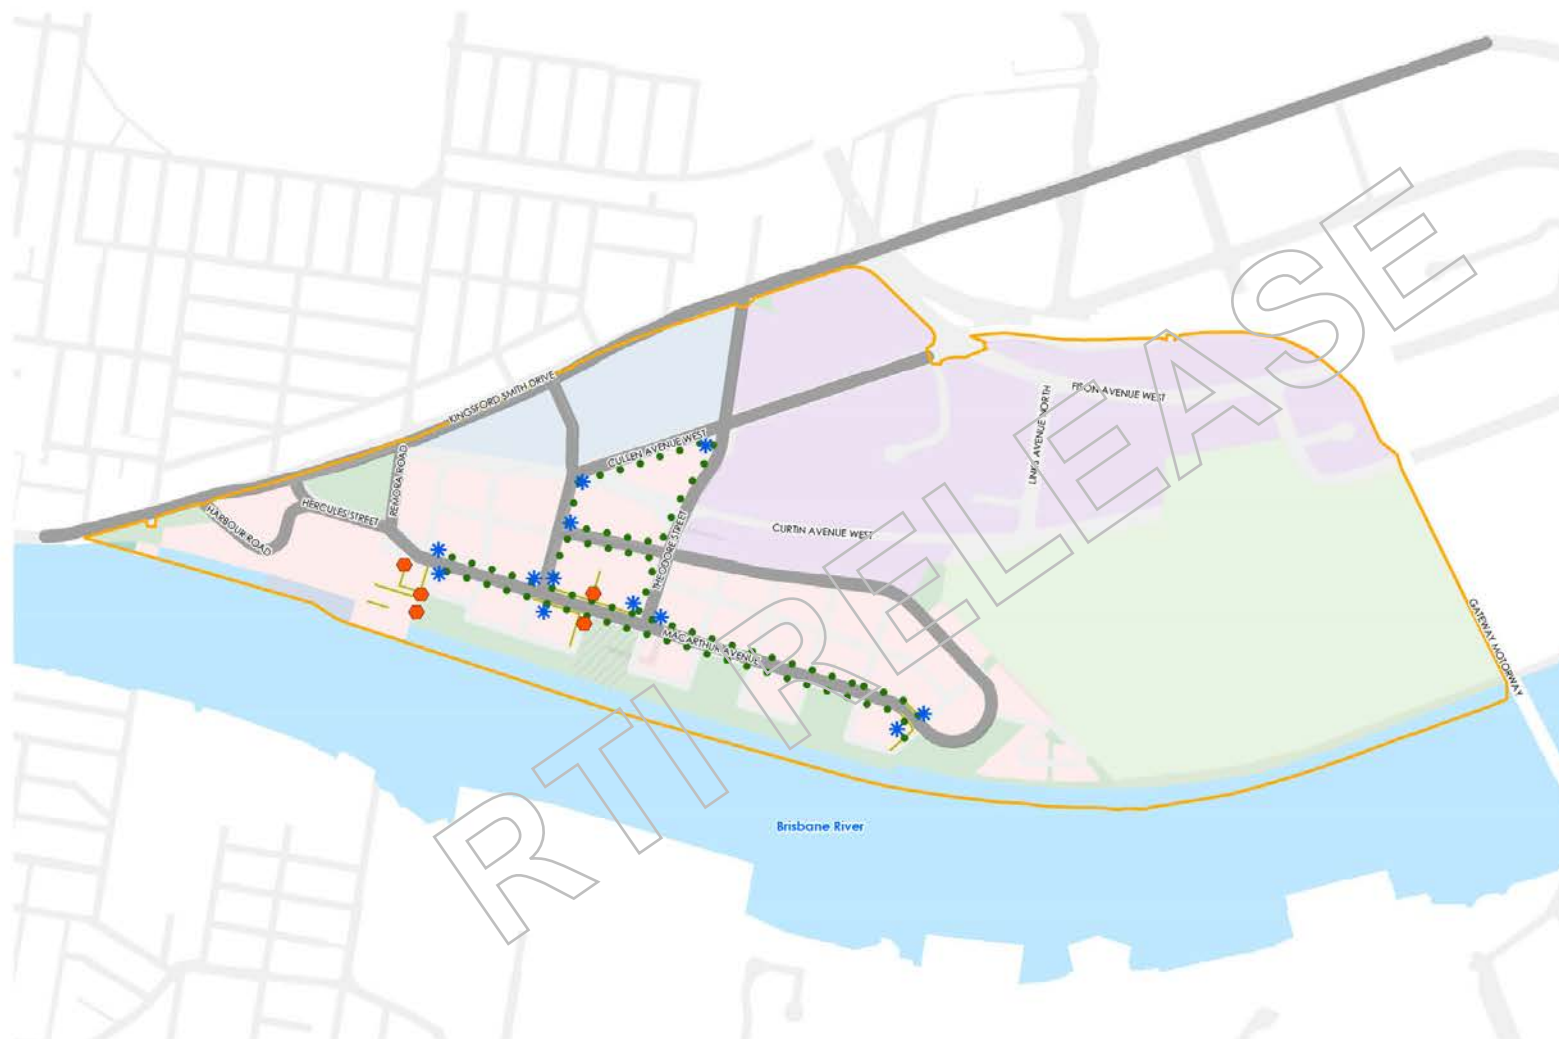 KINGSFORD SMITH DRIVE
FISON AVENUE WEST
LINKS AVENUE NORTH
CULLEN AVENUE WEST
REMORA ROAD
HERCULES STREET
HARBOUR ROAD
CURTIN AVENUE WEST
THEODORE STREET
GATEWAY MOTORWAY
MACARTHUR AVENUE
Brisbane River
RTI RELEASE